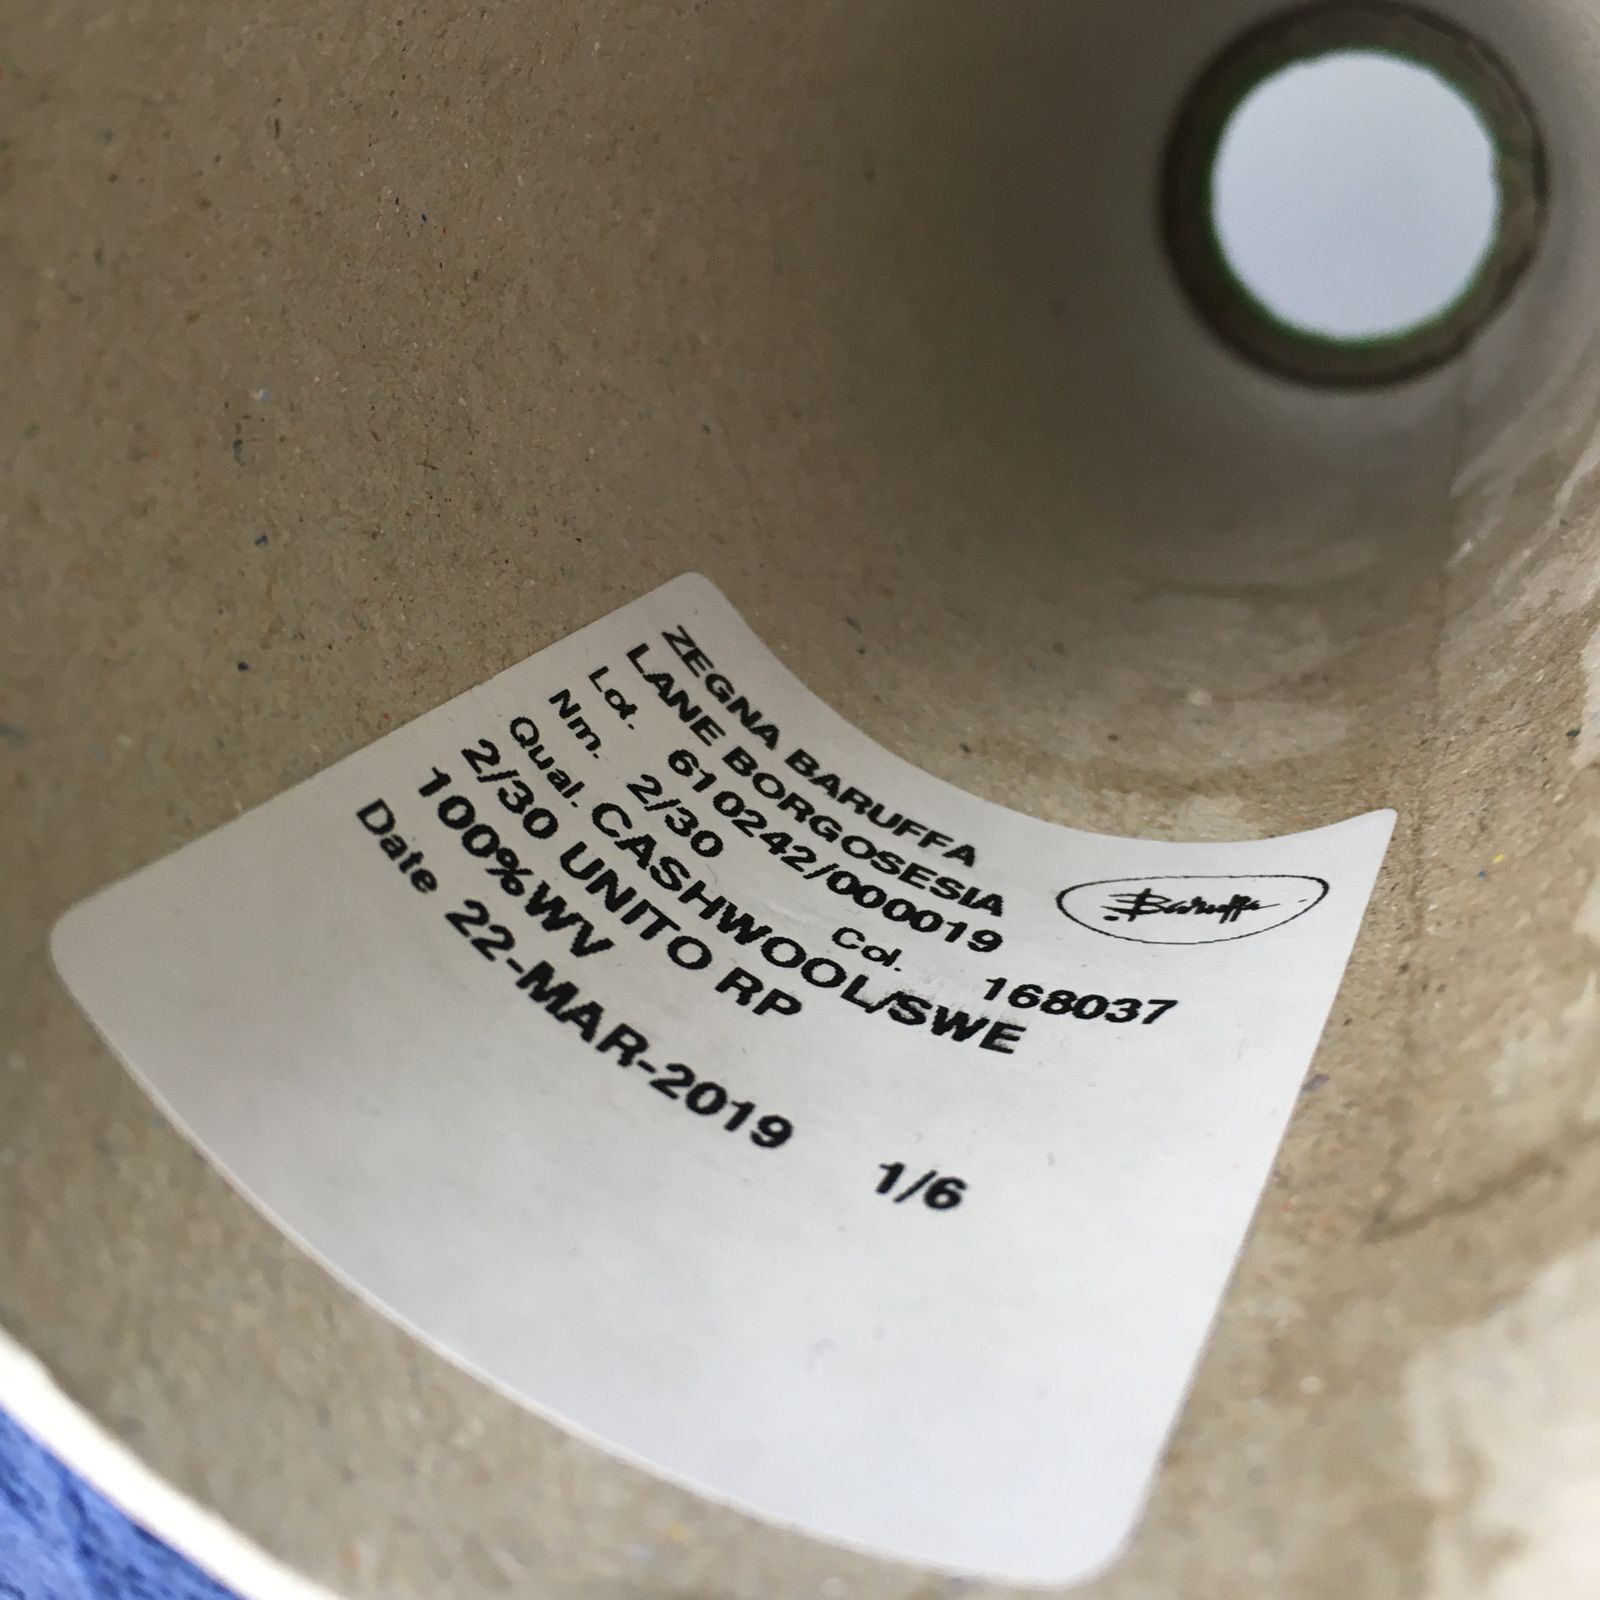 ZEGNA BARUFFA
LANE BORGOSESIA
Baruffa
Lot. 610242/000019
Nm. 2/30 Col. 168037
Qual. CASHWOOL/SWE
2/30 UNITO RP
100%WV
Date 22-MAR-2019 1/6